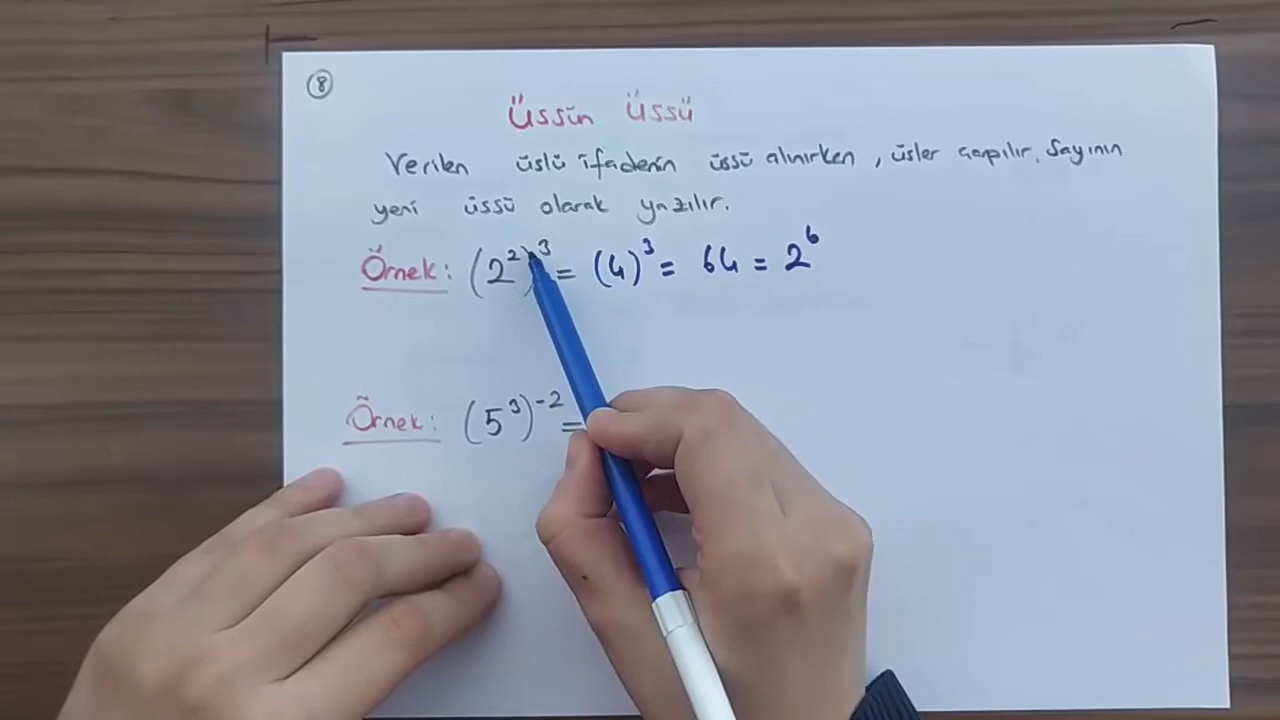 8
Üssün Üssü
Verilen üslü ifadenin üssü alınırken, üsler çarpılır. Sayının
yeni üssü olarak yazılır.
Örnek: (2²)³ = (4)³ = 64 = 2⁶
Örnek: (5³)⁻² =